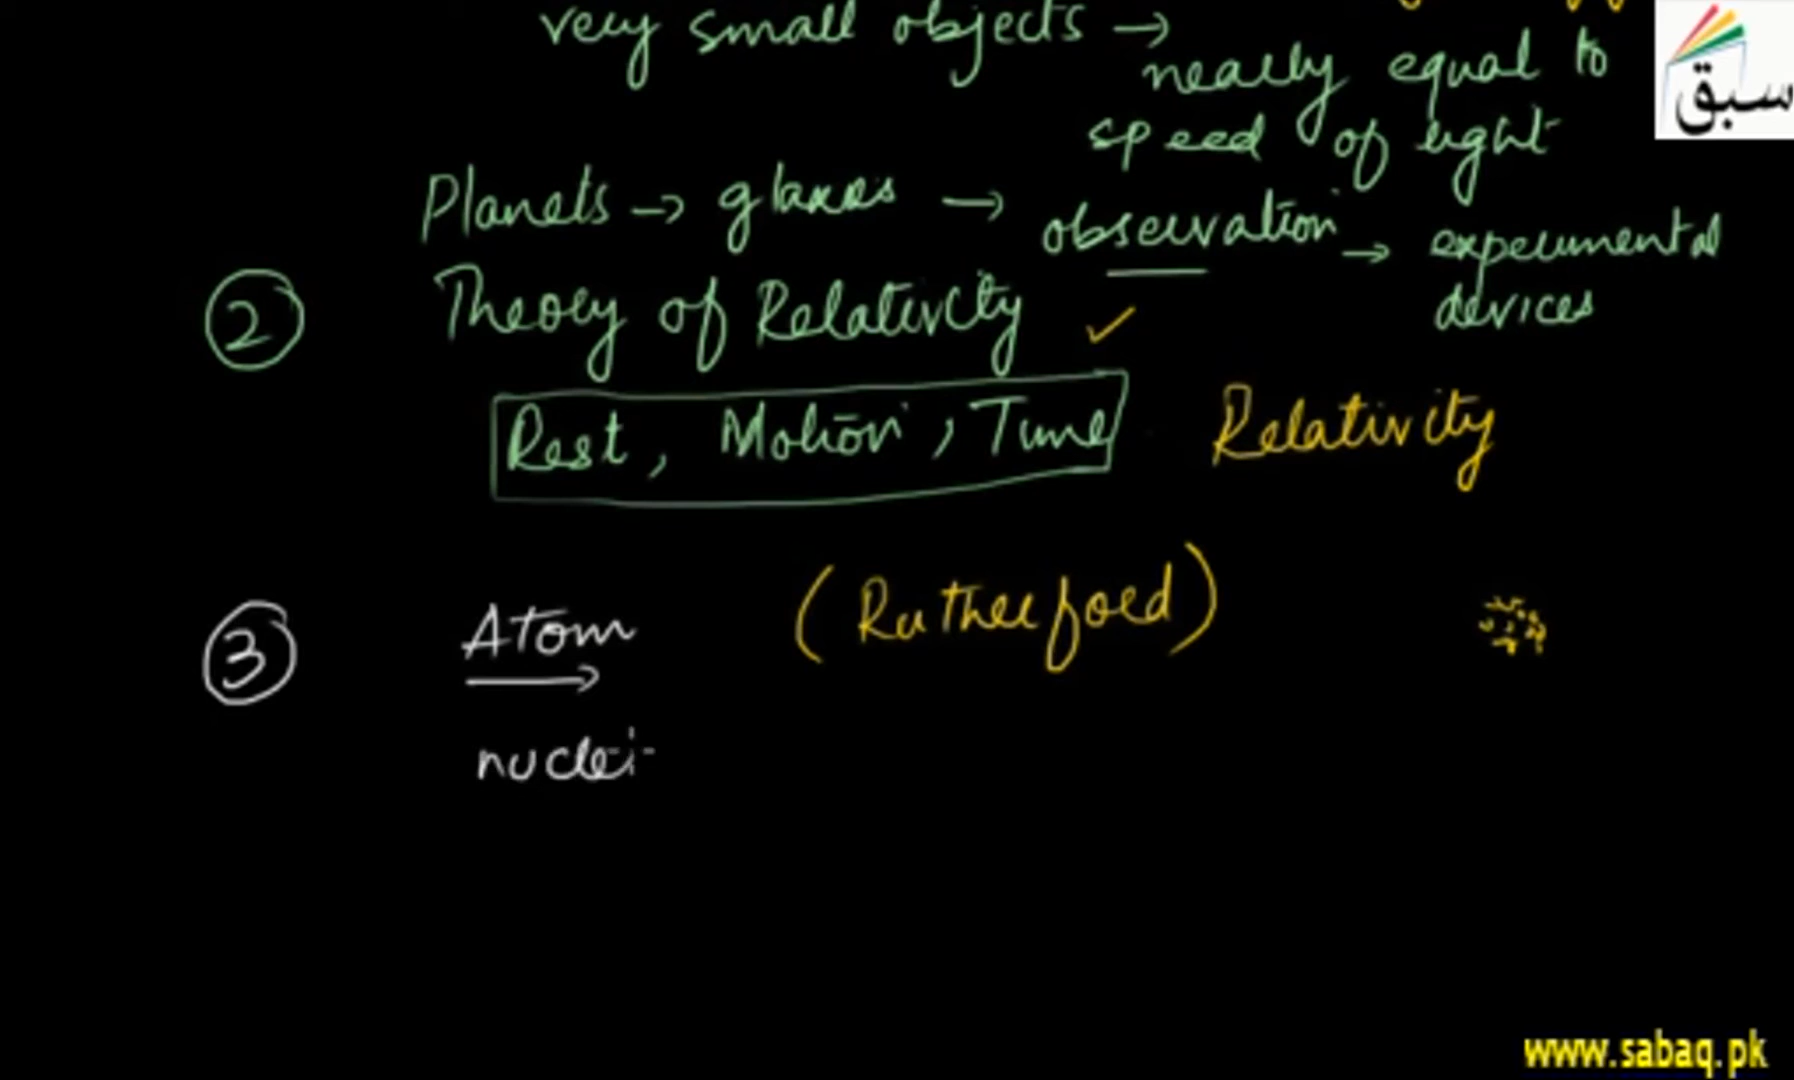 very small objects →
nearly equal to
speed of light
سبق
Planets → glaxes → observation → experimental
devices
② Theory of Relativity ✓
Rest, Motion, Time Relativity
③ Atom (Rutherford)
nuclei
www.sabaq.pk